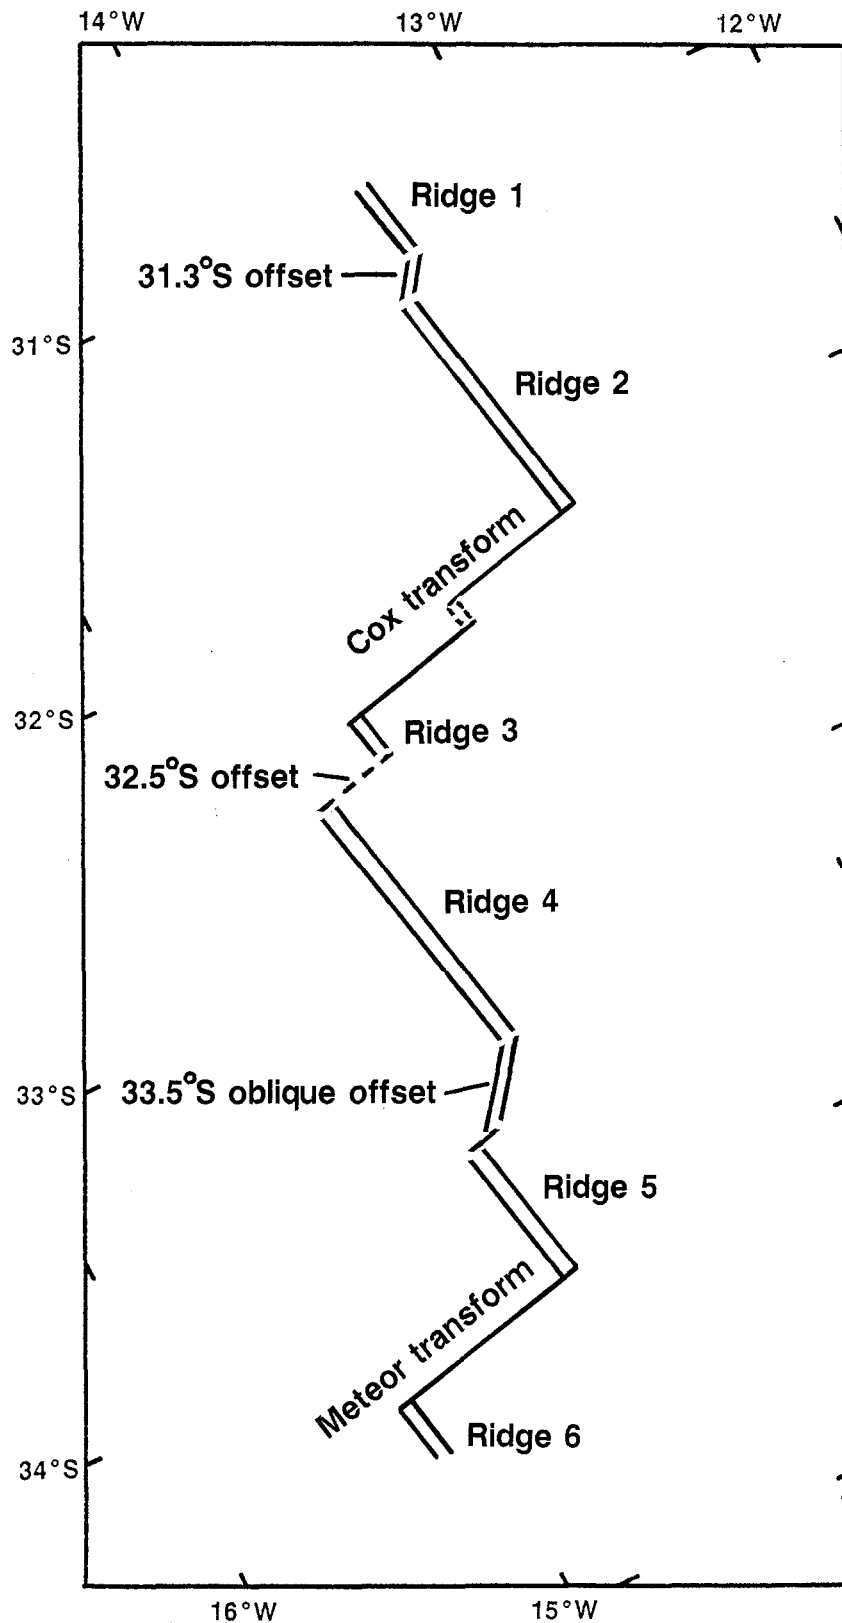 14°W 13°W 12°W
Ridge 1
31.3°S offset
31°S
Ridge 2
Cox transform
32°S
Ridge 3
32.5°S offset
Ridge 4
33°S
33.5°S oblique offset
Ridge 5
Meteor transform
Ridge 6
34°S
16°W 15°W